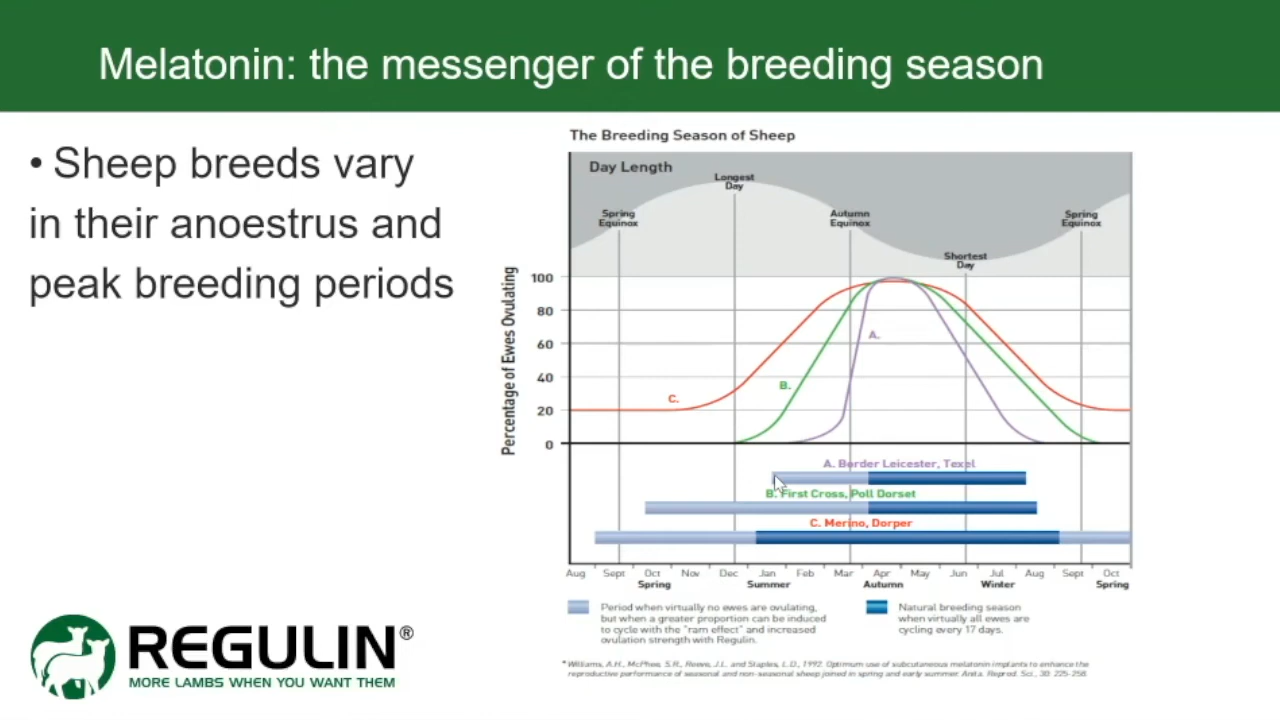 Melatonin: the messenger of the breeding season
• Sheep breeds vary
in their anoestrus and
peak breeding periods
The Breeding Season of Sheep
Day Length
Longest
Day
Spring
Equinox
Autumn
Equinox
Spring
Equinox
Shortest
Day
Percentage of Ewes Ovulating
100
80
60
40
20
0
A.
B.
C.
A. Border Leicester, Texel
B. First Cross, Poll Dorset
C. Merino, Dorper
Aug Sept Oct Nov Dec Jan Feb Mar Apr May Jun Jul Aug Sept Oct
Spring Summer Autumn Winter Spring
Period when virtually no ewes are ovulating,
but when a greater proportion can be induced
to cycle with the "ram effect" and increased
ovulation strength with Regulin.
Natural breeding season
when virtually all ewes are
cycling every 17 days.
* Williams, A.H., McPhee, S.R., Reeve, J.L. and Staples, L.D., 1992. Optimum use of subcutaneous melatonin implants to enhance the
reproductive performance of seasonal and non-seasonal sheep joined in spring and early summer. Anita. Reprod. Sci., 30: 225-258.
REGULIN®
MORE LAMBS WHEN YOU WANT THEM